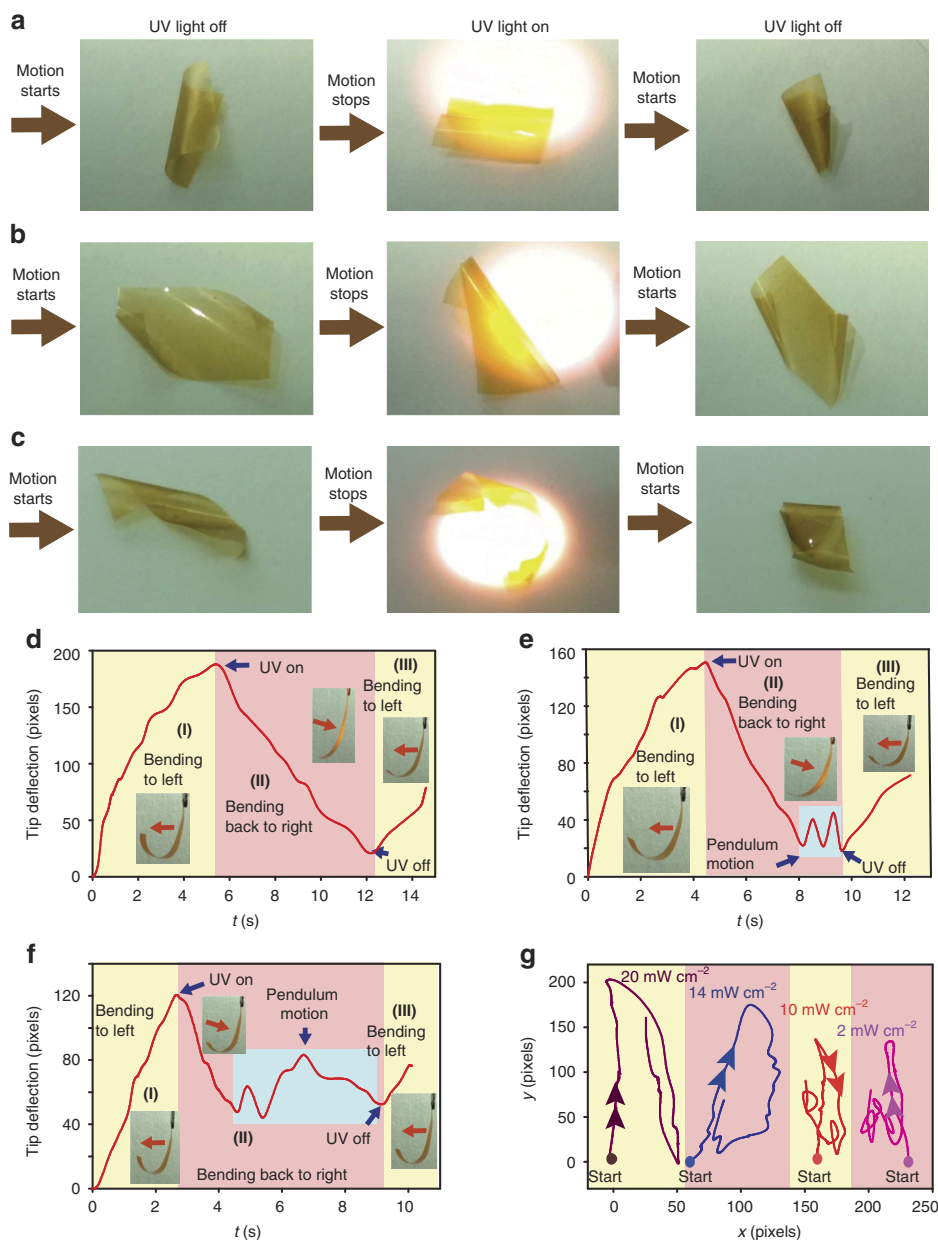 a
UV light off
UV light on
UV light off
Motion
starts
Motion
stops
Motion
starts
b
Motion
starts
Motion
stops
Motion
starts
c
Motion
starts
Motion
stops
Motion
starts
d
200
150
100
50
0
Tip deflection (pixels)
0
2
4
6
8
10
12
14
t (s)
UV on
(I)
Bending
to left
(II)
Bending
back to right
(III)
Bending
to left
UV off
e
160
120
80
40
0
Tip deflection (pixels)
0
2
4
6
8
10
12
t (s)
UV on
(I)
Bending
to left
(II)
Bending
back to right
(III)
Bending
to left
Pendulum
motion
UV off
f
120
80
40
0
Tip deflection (pixels)
0
2
4
6
8
10
t (s)
Bending
to left
UV on
(I)
Pendulum
motion
(II)
UV off
Bending back to right
(III)
Bending
to left
g
200
150
100
50
0
y (pixels)
0
50
100
150
200
250
x (pixels)
20 mW cm⁻²
14 mW cm⁻²
10 mW cm⁻²
2 mW cm⁻²
Start
Start
Start
Start